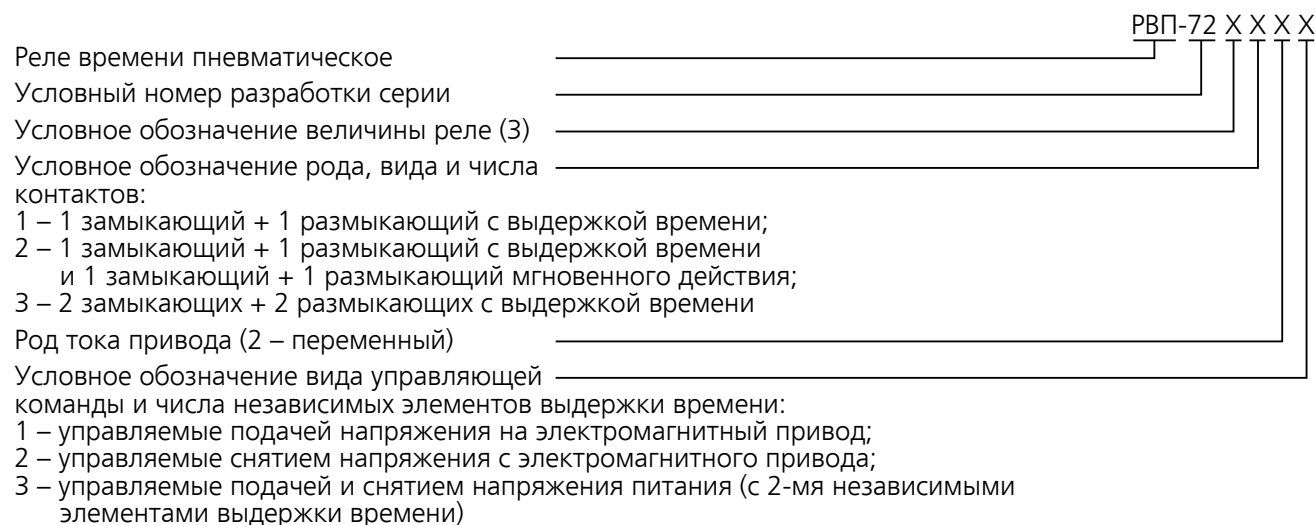 РВП-72 Х Х Х Х
Реле времени пневматическое
Условный номер разработки серии
Условное обозначение величины реле (3)
Условное обозначение рода, вида и числа
контактов:
1 – 1 замыкающий + 1 размыкающий с выдержкой времени;
2 – 1 замыкающий + 1 размыкающий с выдержкой времени
и 1 замыкающий + 1 размыкающий мгновенного действия;
3 – 2 замыкающих + 2 размыкающих с выдержкой времени
Род тока привода (2 – переменный)
Условное обозначение вида управляющей
команды и числа независимых элементов выдержки времени:
1 – управляемые подачей напряжения на электромагнитный привод;
2 – управляемые снятием напряжения с электромагнитного привода;
3 – управляемые подачей и снятием напряжения питания (с 2-мя независимыми
элементами выдержки времени)